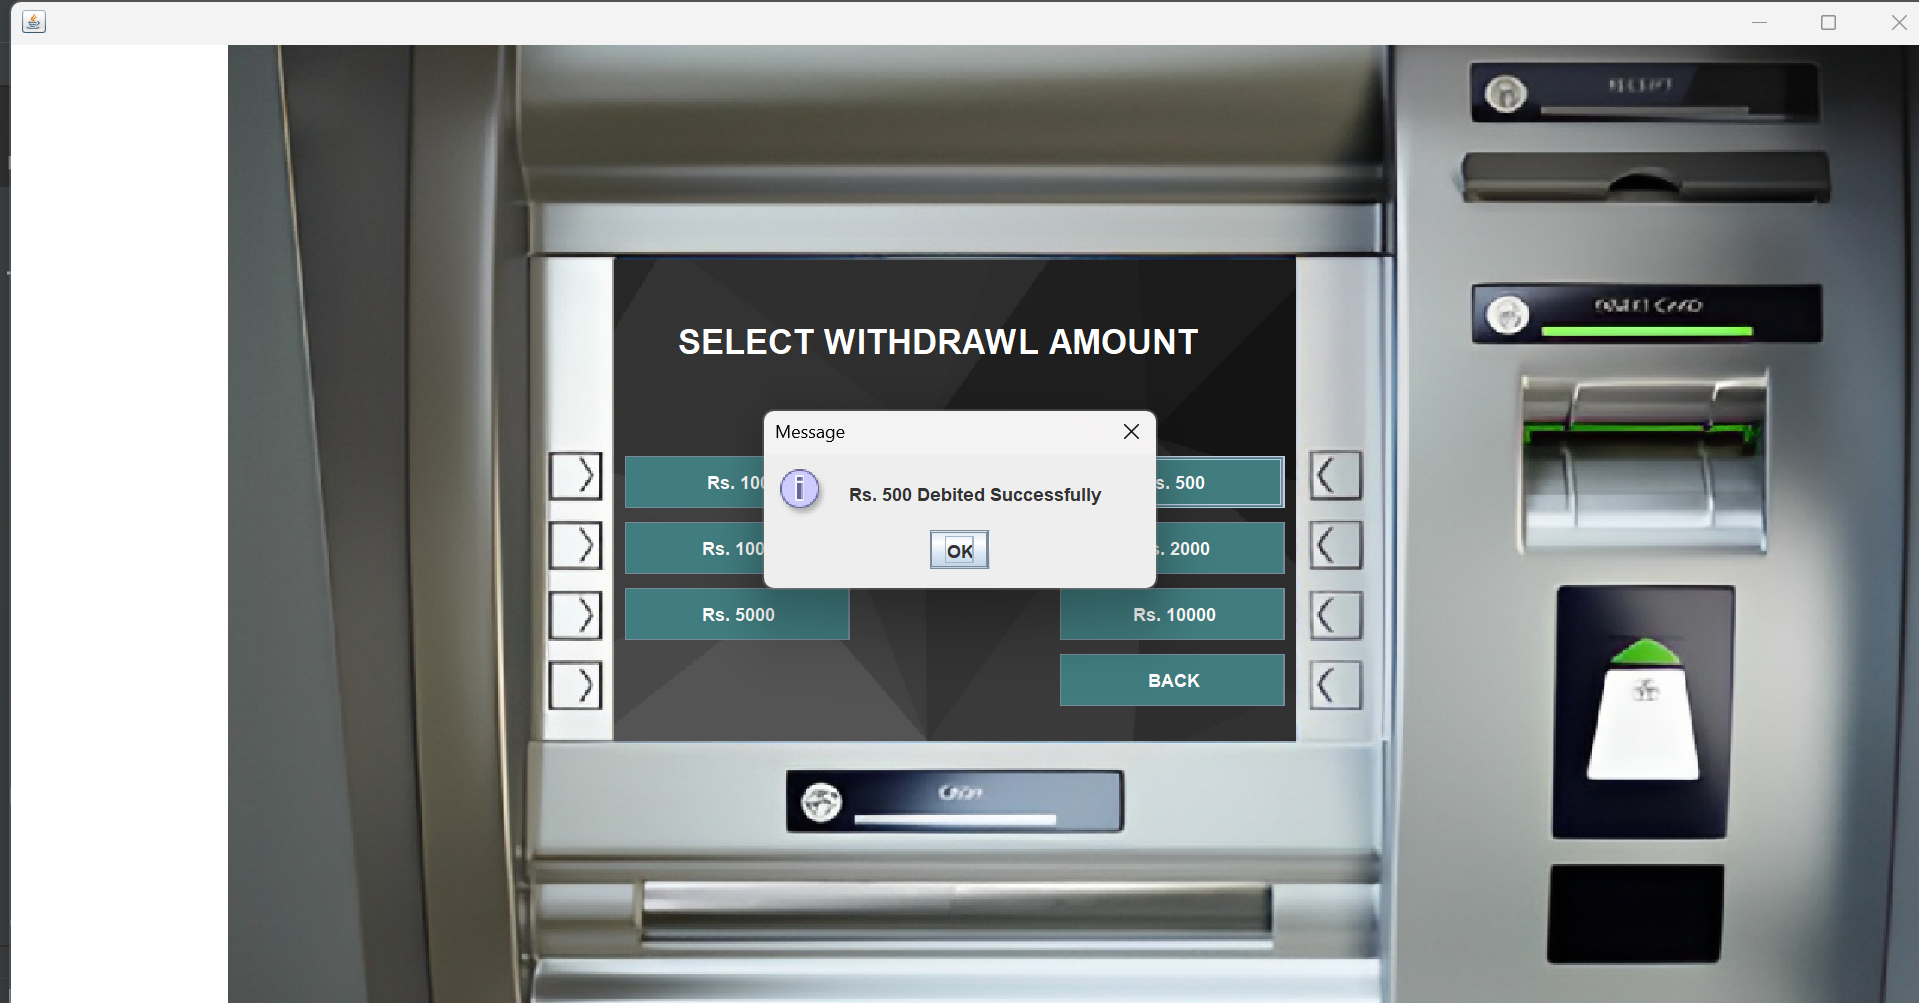 SELECT WITHDRAWL AMOUNT
Message
Rs. 500 Debited Successfully
OK
Rs. 100
s. 500
Rs. 100
. 2000
Rs. 5000
Rs. 10000
BACK